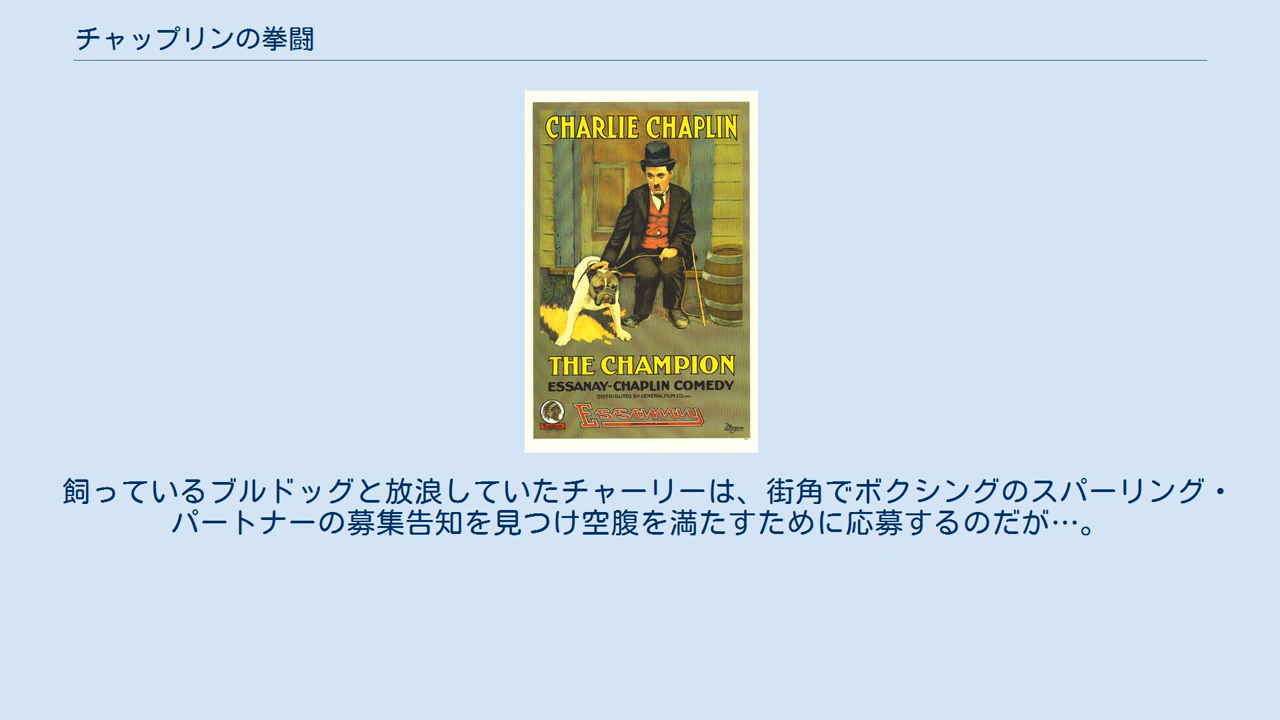 チャップリンの拳闘
CHARLIE CHAPLIN
THE CHAMPION
ESSANAY-CHAPLIN COMEDY
DISTRIBUTED BY GENERAL FILM CO.,
Essanay
飼っているブルドッグと放浪していたチャーリーは、街角でボクシングのスパーリング・
パートナーの募集告知を見つけ空腹を満たすために応募するのだが…。